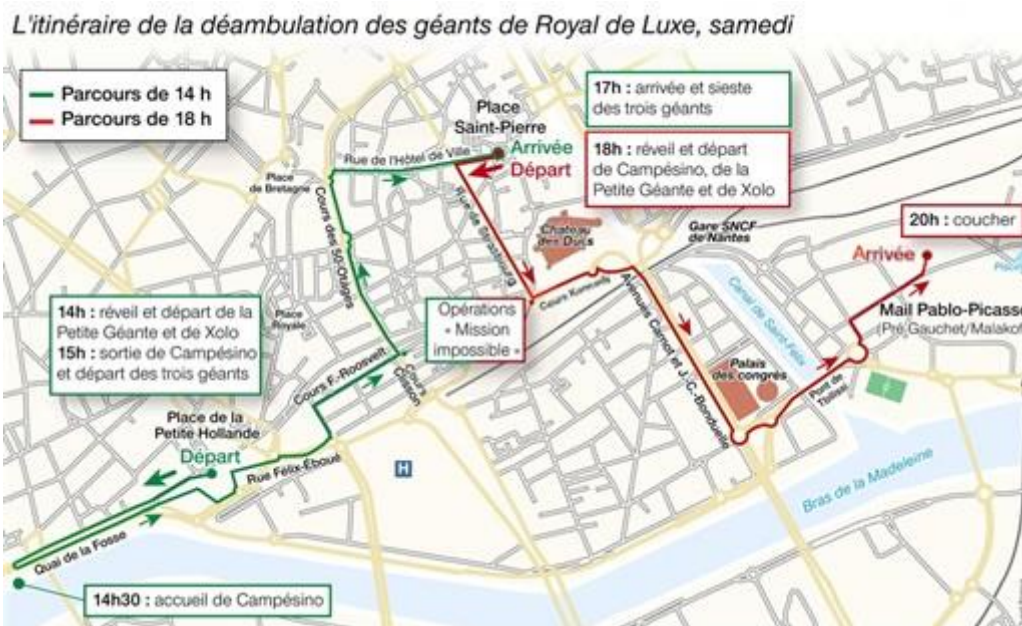 L'itinéraire de la déambulation des géants de Royal de Luxe, samedi
Parcours de 14 h
Parcours de 18 h
17h : arrivée et sieste
des trois géants
Place
Saint-Pierre
Arrivée
Départ
Rue de l'Hôtel de Ville
18h : réveil et départ
de Campésino, de la
Petite Géante et de Xolo
Place
de Bretagne
Cours des 50-Otages
Rue de Strasbourg
Chateau
des Ducs
Gare SNCF
de Nantes
20h : coucher
Arrivée
Cours
Canal de Saint-Félix
Mail Pablo-Picasso
(Pré Gauchet/Malakof
Opérations
« Mission
impossible »
14h : réveil et départ de la
Petite Géante et de Xolo
15h : sortie de Campésino
et départ des trois géants
Place
Royale
Avenues Carnot et J.-C.-Bonduelle
Palais
des congrès
Cours F.-Roosvelt
Cours
Clisson
Pont de
Tbilissi
Place de la
Petite Hollande
Départ
Rue Félix-Éboué
H
Bras de la Madeleine
Quai de la Fosse
14h30 : accueil de Campésino